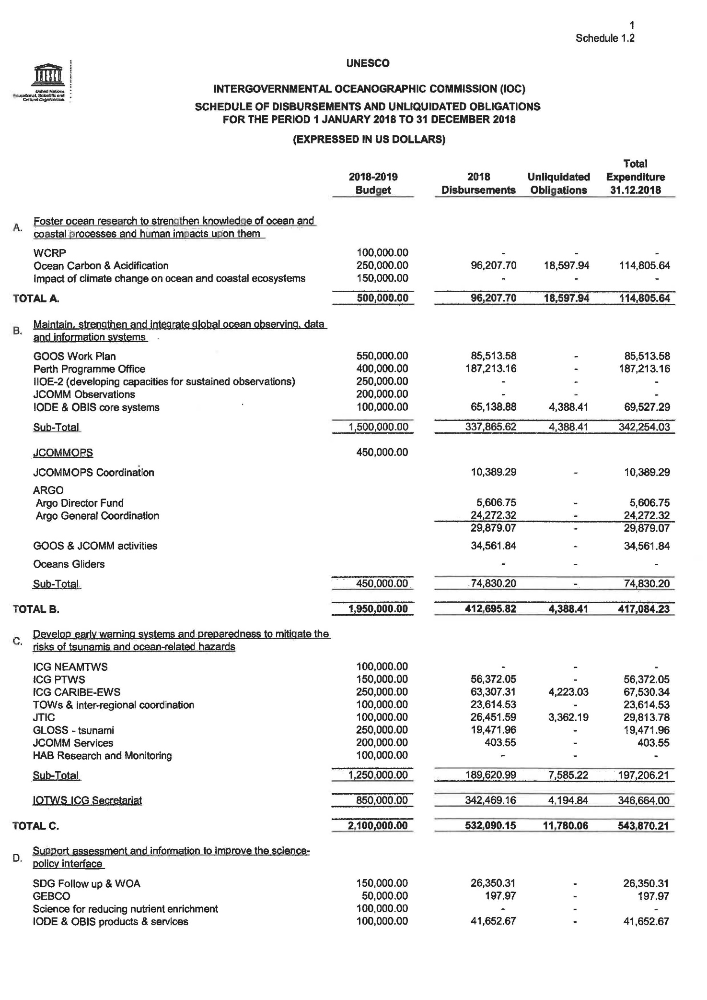 1
Schedule 1.2
UNESCO
United Nations
Educational, Scientific and
Cultural Organization
INTERGOVERNMENTAL OCEANOGRAPHIC COMMISSION (IOC)
SCHEDULE OF DISBURSEMENTS AND UNLIQUIDATED OBLIGATIONS
FOR THE PERIOD 1 JANUARY 2018 TO 31 DECEMBER 2018
(EXPRESSED IN US DOLLARS)
Total
2018-2019 2018 Unliquidated Expenditure
Budget Disbursements Obligations 31.12.2018
A. Foster ocean research to strengthen knowledge of ocean and
coastal processes and human impacts upon them
WCRP 100,000.00 - - -
Ocean Carbon & Acidification 250,000.00 96,207.70 18,597.94 114,805.64
Impact of climate change on ocean and coastal ecosystems 150,000.00 - - -
TOTAL A. 500,000.00 96,207.70 18,597.94 114,805.64
B. Maintain, strengthen and integrate global ocean observing, data
and information systems
GOOS Work Plan 550,000.00 85,513.58 - 85,513.58
Perth Programme Office 400,000.00 187,213.16 - 187,213.16
IIOE-2 (developing capacities for sustained observations) 250,000.00 - - -
JCOMM Observations 200,000.00 - - -
IODE & OBIS core systems 100,000.00 65,138.88 4,388.41 69,527.29
Sub-Total 1,500,000.00 337,865.62 4,388.41 342,254.03
JCOMMOPS 450,000.00
JCOMMOPS Coordination 10,389.29 - 10,389.29
ARGO
Argo Director Fund 5,606.75 - 5,606.75
Argo General Coordination 24,272.32 - 24,272.32
29,879.07 - 29,879.07
GOOS & JCOMM activities 34,561.84 - 34,561.84
Oceans Gliders - - -
Sub-Total 450,000.00 74,830.20 - 74,830.20
TOTAL B. 1,950,000.00 412,695.82 4,388.41 417,084.23
C. Develop early warning systems and preparedness to mitigate the
risks of tsunamis and ocean-related hazards
ICG NEAMTWS 100,000.00 - - -
ICG PTWS 150,000.00 56,372.05 - 56,372.05
ICG CARIBE-EWS 250,000.00 63,307.31 4,223.03 67,530.34
TOWs & inter-regional coordination 100,000.00 23,614.53 - 23,614.53
JTIC 100,000.00 26,451.59 3,362.19 29,813.78
GLOSS - tsunami 250,000.00 19,471.96 - 19,471.96
JCOMM Services 200,000.00 403.55 - 403.55
HAB Research and Monitoring 100,000.00 - - -
Sub-Total 1,250,000.00 189,620.99 7,585.22 197,206.21
IOTWS ICG Secretariat 850,000.00 342,469.16 4,194.84 346,664.00
TOTAL C. 2,100,000.00 532,090.15 11,780.06 543,870.21
D. Support assessment and information to improve the science-
policy interface
SDG Follow up & WOA 150,000.00 26,350.31 - 26,350.31
GEBCO 50,000.00 197.97 - 197.97
Science for reducing nutrient enrichment 100,000.00 - - -
IODE & OBIS products & services 100,000.00 41,652.67 - 41,652.67